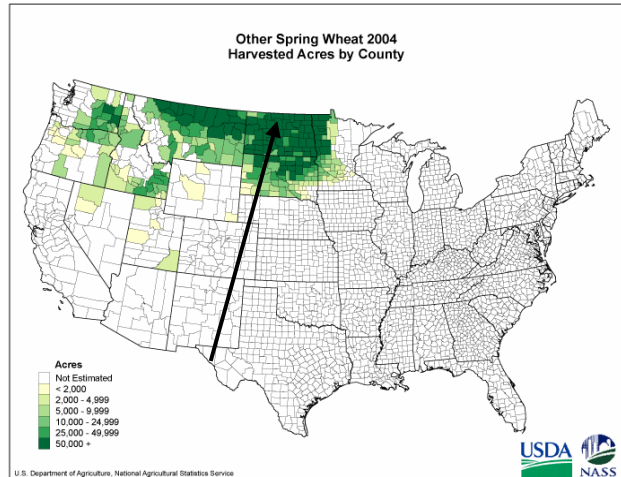 Other Spring Wheat 2004
Harvested Acres by County
Acres
Not Estimated
< 2,000
2,000 - 4,999
5,000 - 9,999
10,000 - 24,999
25,000 - 49,999
50,000 +
U.S. Department of Agriculture, National Agricultural Statistics Service
USDA
NASS